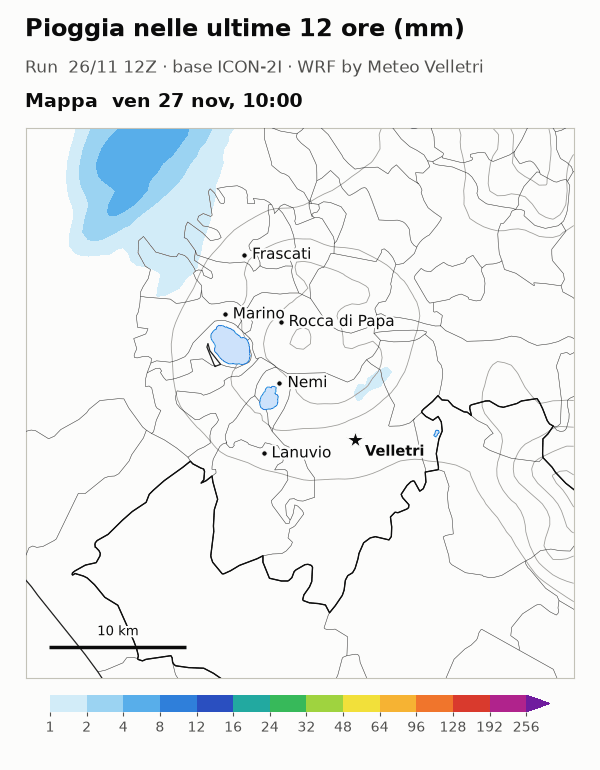 Pioggia nelle ultime 12 ore (mm)
Run  26/11 12Z · base ICON-2I · WRF by Meteo Velletri
Mappa  ven 27 nov, 10:00
Frascati
Marino
Rocca di Papa
Nemi
Velletri
Lanuvio
10 km
1 2 4 8 12 16 24 32 48 64 96 128 192 256